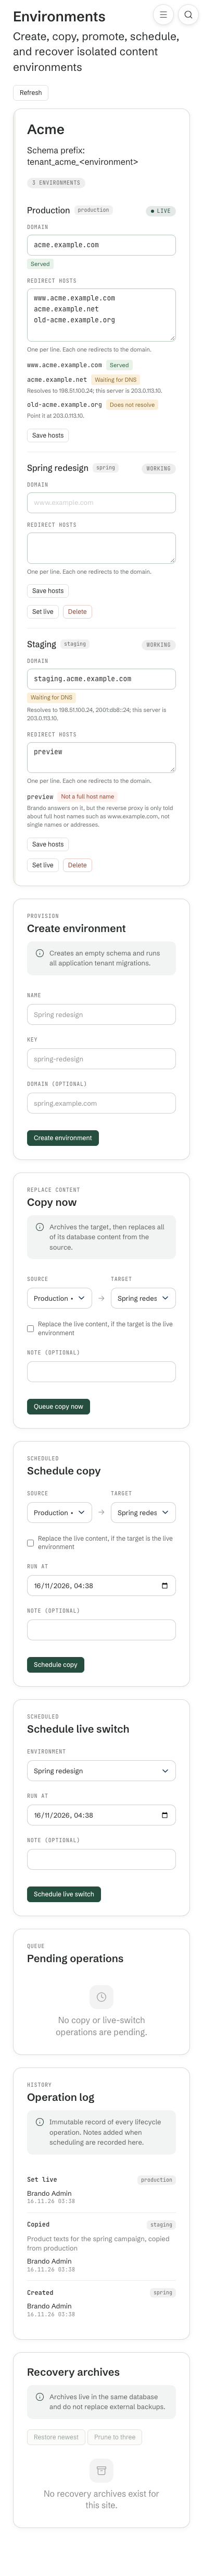 Environments
Create, copy, promote, schedule,
and recover isolated content
environments
Refresh
Acme
Schema prefix:
tenant_acme_<environment>
3 ENVIRONMENTS
Production production LIVE
DOMAIN
acme.example.com
Served
REDIRECT HOSTS
www.acme.example.com
acme.example.net
old-acme.example.org
One per line. Each one redirects to the domain.
www.acme.example.com Served
acme.example.net Waiting for DNS
Resolves to 198.51.100.24; this server is 203.0.113.10.
old-acme.example.org Does not resolve
Point it at 203.0.113.10.
Save hosts
Spring redesign spring WORKING
DOMAIN
www.example.com
REDIRECT HOSTS
One per line. Each one redirects to the domain.
Save hosts
Set live Delete
Staging staging WORKING
DOMAIN
staging.acme.example.com
Waiting for DNS
Resolves to 198.51.100.24, 2001:db8::24; this server is
203.0.113.10.
REDIRECT HOSTS
preview
One per line. Each one redirects to the domain.
preview Not a full host name
Brando answers on it, but the reverse proxy is only told
about full host names such as www.example.com, not
single names or addresses.
Save hosts
Set live Delete
PROVISION
Create environment
Creates an empty schema and runs
all application tenant migrations.
NAME
Spring redesign
KEY
spring-redesign
DOMAIN (OPTIONAL)
spring.example.com
Create environment
REPLACE CONTENT
Copy now
Archives the target, then replaces all
of its database content from the
source.
SOURCE TARGET
Production • → Spring redes
Replace the live content, if the target is the live
environment
NOTE (OPTIONAL)
Queue copy now
SCHEDULED
Schedule copy
SOURCE TARGET
Production • → Spring redes
Replace the live content, if the target is the live
environment
RUN AT
16/11/2026, 04:38
NOTE (OPTIONAL)
Schedule copy
SCHEDULED
Schedule live switch
ENVIRONMENT
Spring redesign
RUN AT
16/11/2026, 04:38
NOTE (OPTIONAL)
Schedule live switch
QUEUE
Pending operations
No copy or live-switch
operations are pending.
HISTORY
Operation log
Immutable record of every lifecycle
operation. Notes added when
scheduling are recorded here.
Set live production
Brando Admin
16.11.26 03:38
Copied staging
Product texts for the spring campaign, copied
from production
Brando Admin
16.11.26 03:38
Created spring
Brando Admin
16.11.26 03:38
Recovery archives
Archives live in the same database
and do not replace external backups.
Restore newest Prune to three
No recovery archives exist for
this site.